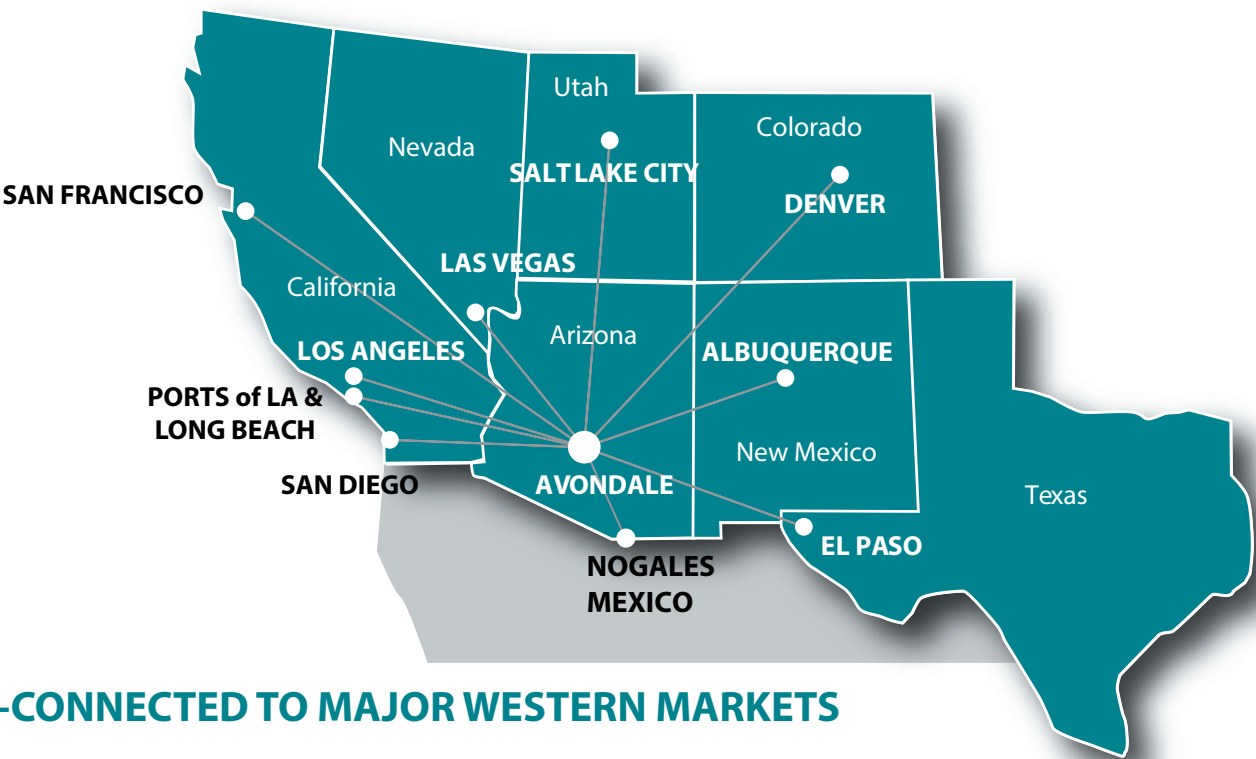 Utah
Colorado
Nevada
SALT LAKE CITY
SAN FRANCISCO
DENVER
LAS VEGAS
California
Arizona
LOS ANGELES
ALBUQUERQUE
PORTS of LA &
LONG BEACH
New Mexico
SAN DIEGO
AVONDALE
Texas
EL PASO
NOGALES
MEXICO
-CONNECTED TO MAJOR WESTERN MARKETS